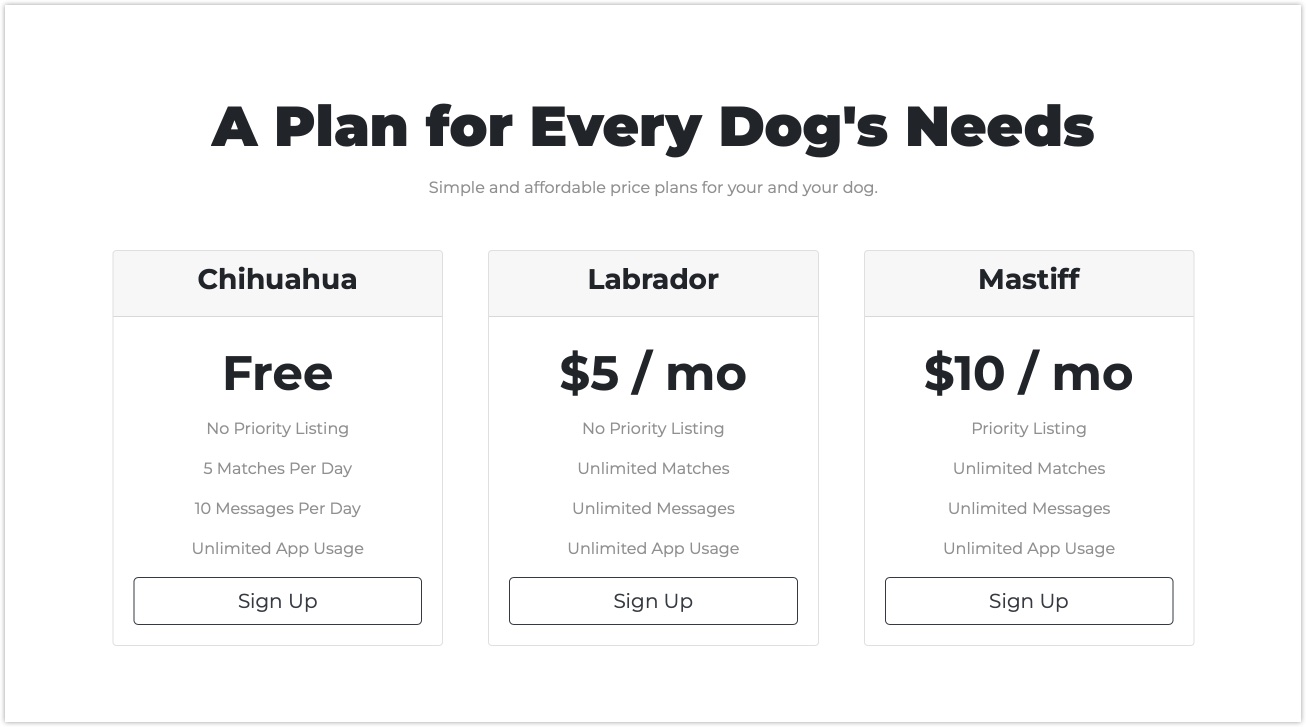 A Plan for Every Dog's Needs
Simple and affordable price plans for your and your dog.
Chihuahua
Free
No Priority Listing
5 Matches Per Day
10 Messages Per Day
Unlimited App Usage
Sign Up
Labrador
$5 / mo
No Priority Listing
Unlimited Matches
Unlimited Messages
Unlimited App Usage
Sign Up
Mastiff
$10 / mo
Priority Listing
Unlimited Matches
Unlimited Messages
Unlimited App Usage
Sign Up